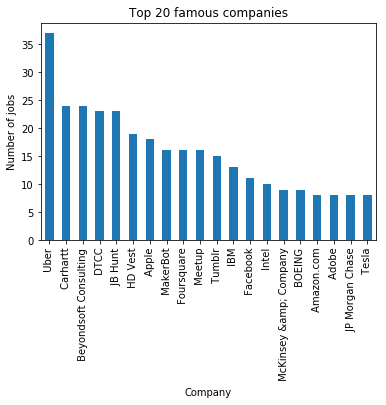 Top 20 famous companies
Number of jobs
35
30
25
20
15
10
5
0
Uber
Carhartt
Beyondsoft Consulting
DTCC
JB Hunt
HD Vest
Apple
MakerBot
Foursquare
Meetup
Tumblr
IBM
Facebook
Intel
McKinsey &amp; Company
BOEING
Amazon.com
Adobe
JP Morgan Chase
Tesla
Company